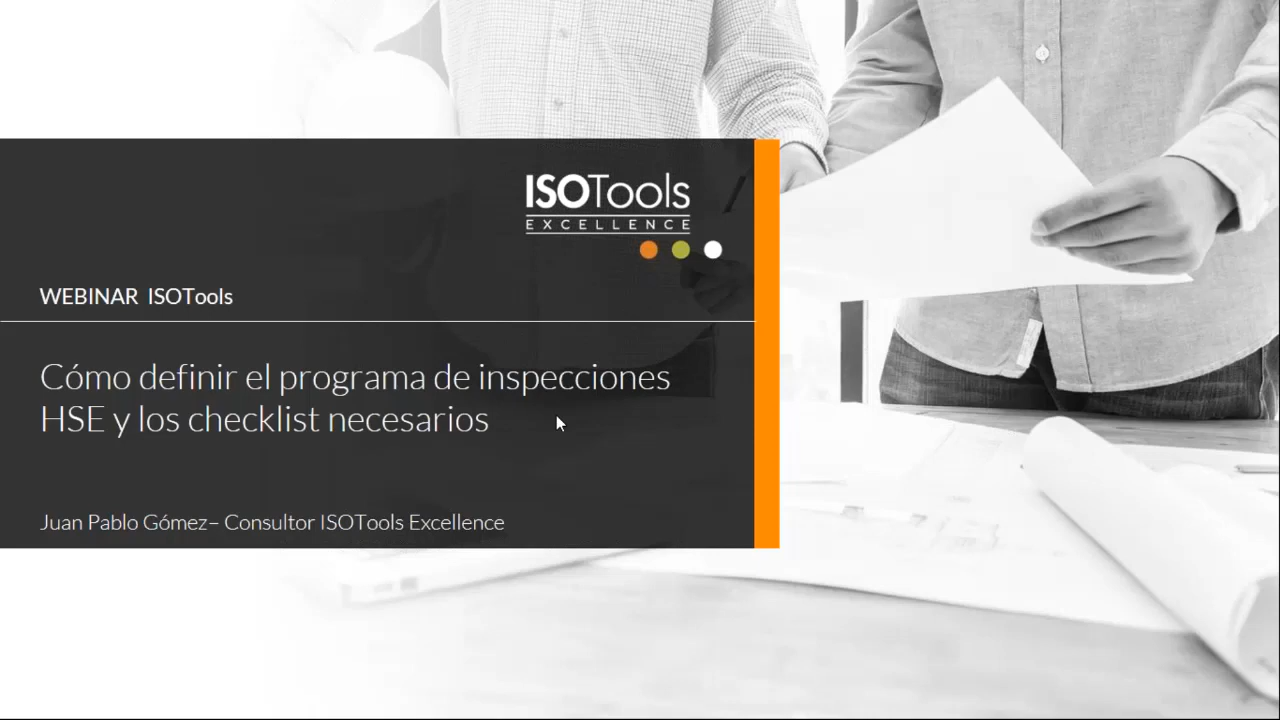 ISOTools
EXCELLENCE
WEBINAR ISOTools
Cómo definir el programa de inspecciones
HSE y los checklist necesarios
Juan Pablo Gómez– Consultor ISOTools Excellence